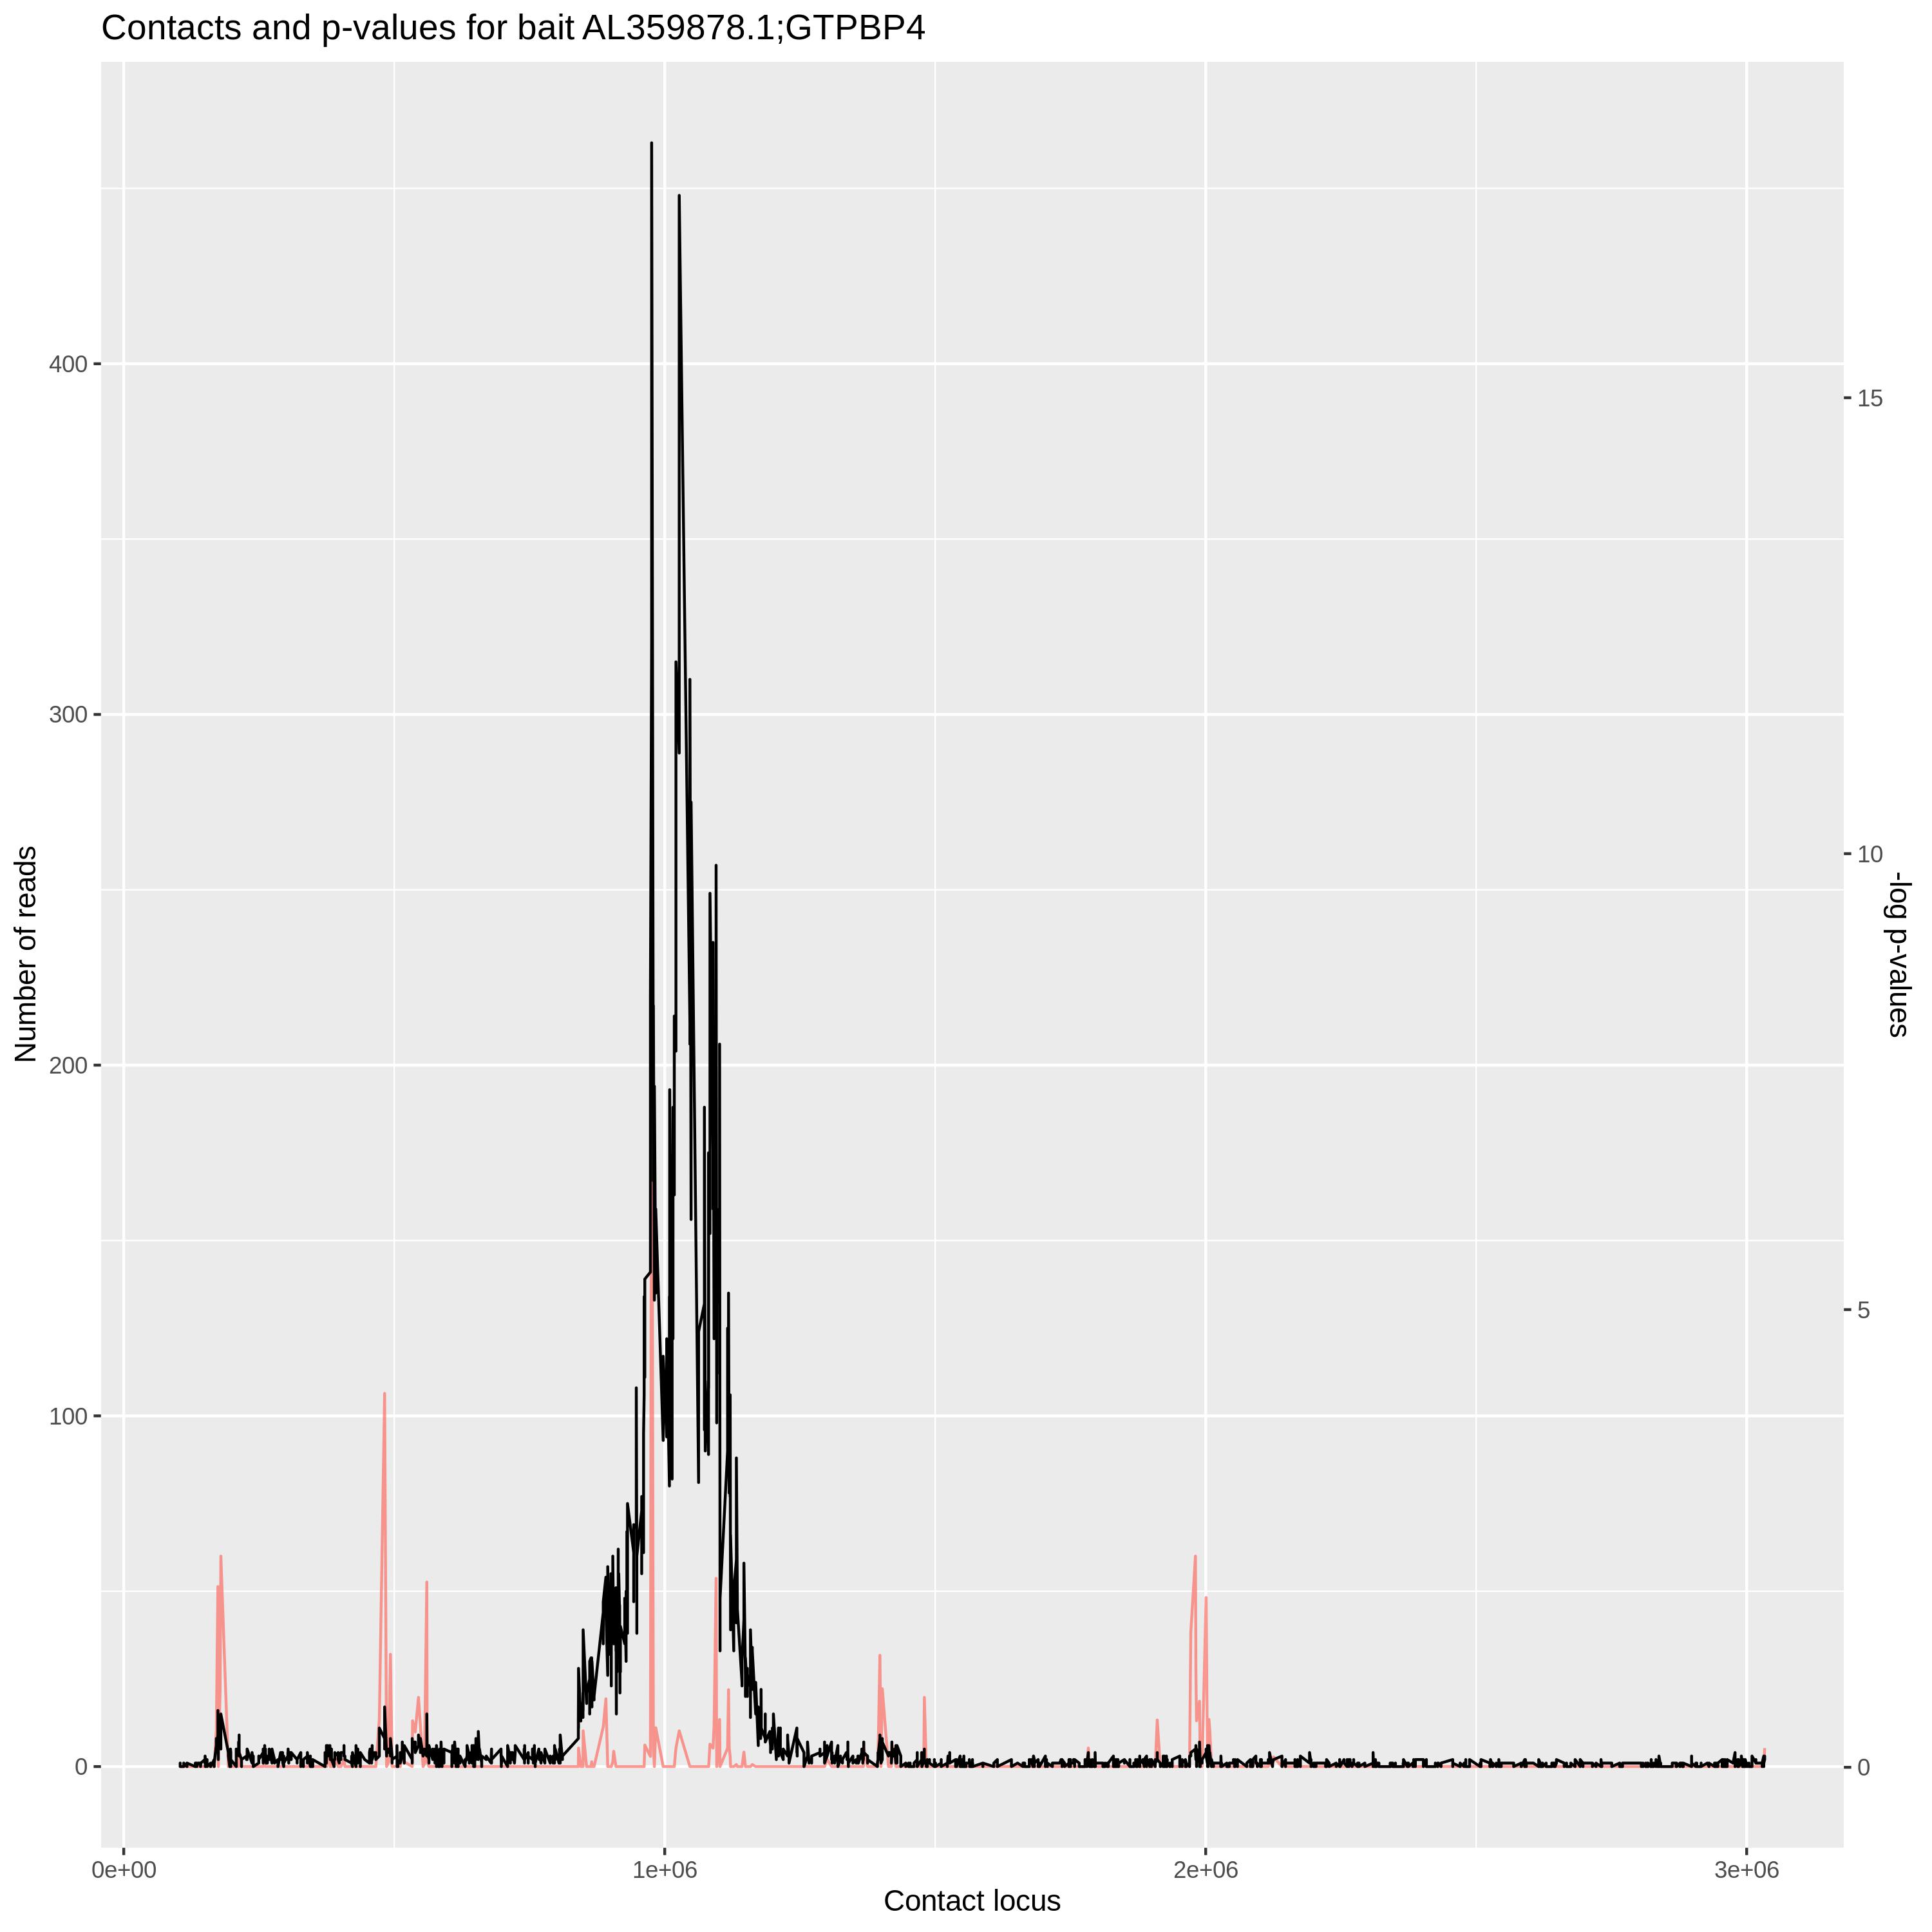 Contacts and p-values for bait AL359878.1;GTPBP4
Number of reads
400
300
200
100
0
15
10
5
0
-log p-values
0e+00
1e+06
2e+06
3e+06
Contact locus